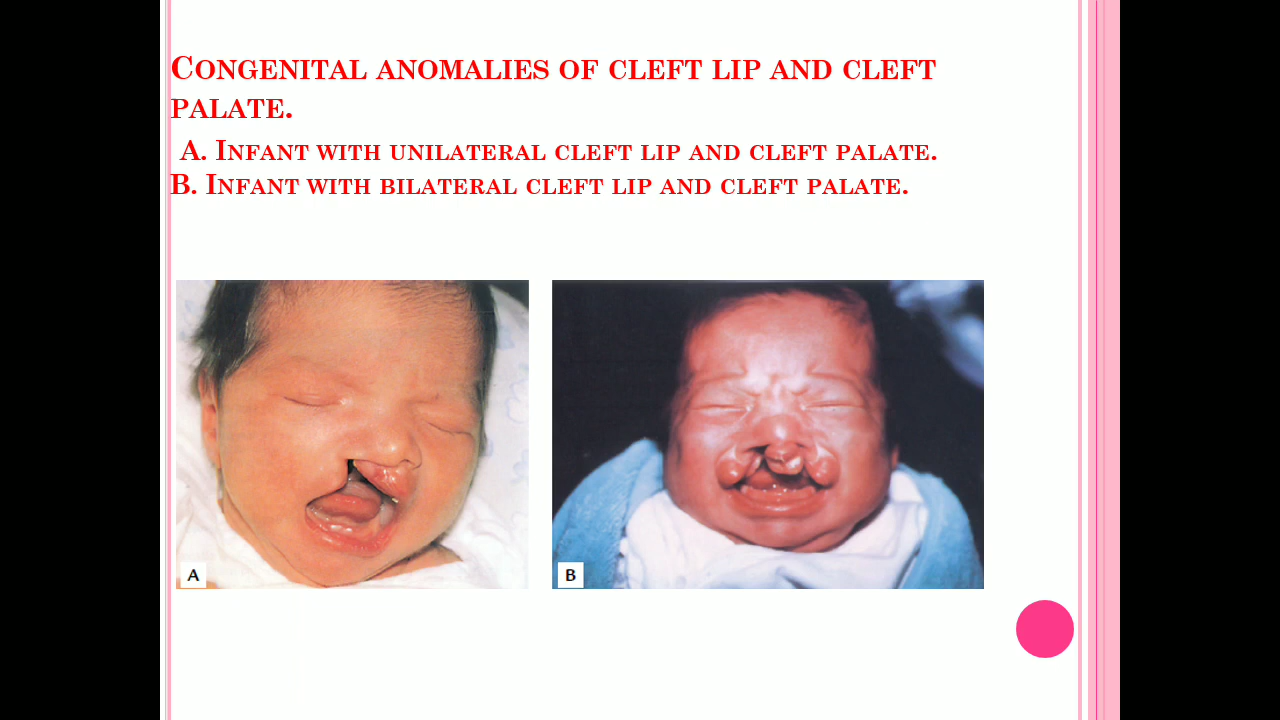 Congenital anomalies of cleft lip and cleft
palate.
A. Infant with unilateral cleft lip and cleft palate.
B. Infant with bilateral cleft lip and cleft palate.
A
B